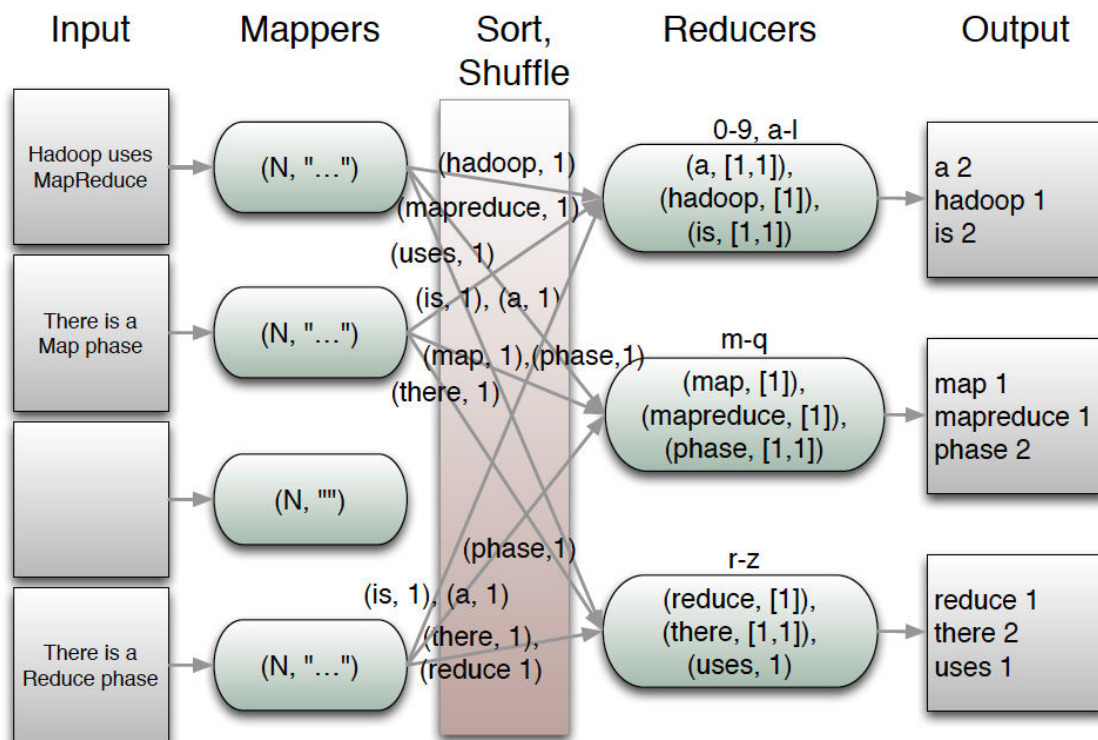 Input
Mappers
Sort,
Shuffle
Reducers
Output
Hadoop uses
MapReduce
There is a
Map phase
There is a
Reduce phase
(N, "...")
(N, "...")
(N, "")
(N, "...")
(hadoop, 1)
(mapreduce, 1)
(uses, 1)
(is, 1), (a, 1)
(map, 1),(phase,1)
(there, 1)
(phase,1)
(is, 1), (a, 1)
(there, 1),
(reduce 1)
0-9, a-l
(a, [1,1]),
(hadoop, [1]),
(is, [1,1])
m-q
(map, [1]),
(mapreduce, [1]),
(phase, [1,1])
r-z
(reduce, [1]),
(there, [1,1]),
(uses, 1)
a 2
hadoop 1
is 2
map 1
mapreduce 1
phase 2
reduce 1
there 2
uses 1